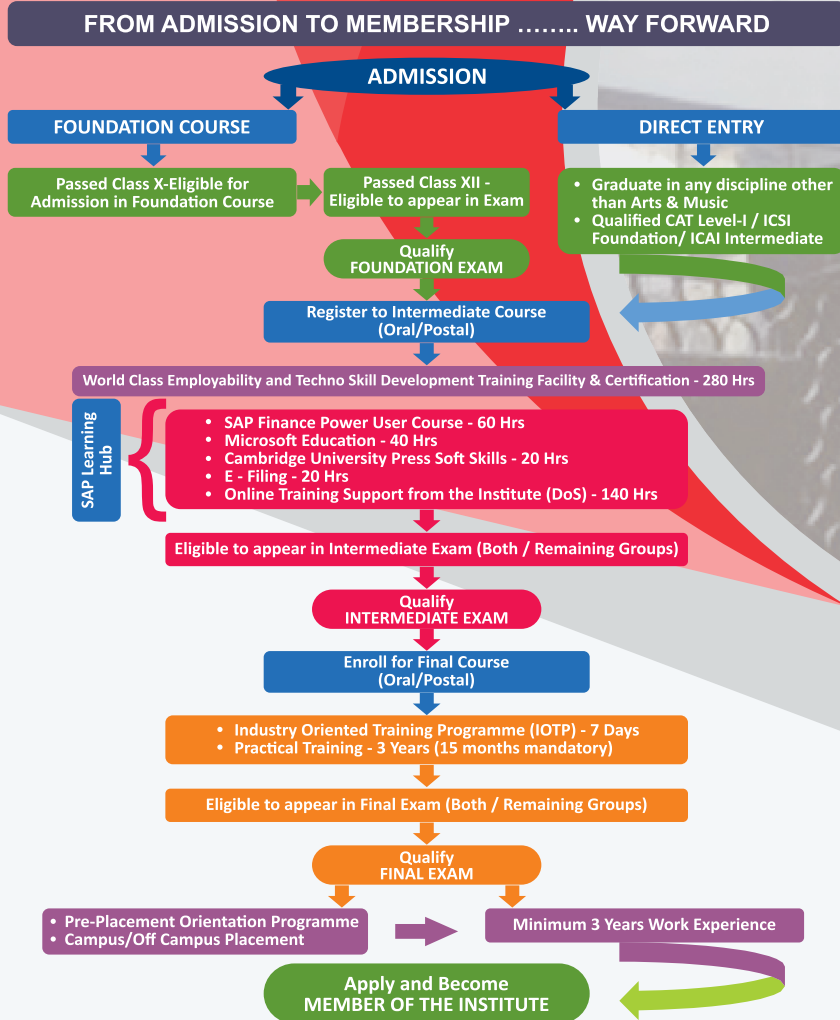 FROM ADMISSION TO MEMBERSHIP …….. WAY FORWARD
ADMISSION
FOUNDATION COURSE
DIRECT ENTRY
Passed Class X-Eligible for
Admission in Foundation Course
Passed Class XII -
Eligible to appear in Exam
• Graduate in any discipline other
than Arts & Music
• Qualified CAT Level-I / ICSI
Foundation/ ICAI Intermediate
Qualify
FOUNDATION EXAM
Register to Intermediate Course
(Oral/Postal)
World Class Employability and Techno Skill Development Training Facility & Certification - 280 Hrs
SAP Learning
Hub
• SAP Finance Power User Course - 60 Hrs
• Microsoft Education - 40 Hrs
• Cambridge University Press Soft Skills - 20 Hrs
• E - Filing - 20 Hrs
• Online Training Support from the Institute (DoS) - 140 Hrs
Eligible to appear in Intermediate Exam (Both / Remaining Groups)
Qualify
INTERMEDIATE EXAM
Enroll for Final Course
(Oral/Postal)
• Industry Oriented Training Programme (IOTP) - 7 Days
• Practical Training - 3 Years (15 months mandatory)
Eligible to appear in Final Exam (Both / Remaining Groups)
Qualify
FINAL EXAM
• Pre-Placement Orientation Programme
• Campus/Off Campus Placement
Minimum 3 Years Work Experience
Apply and Become
MEMBER OF THE INSTITUTE